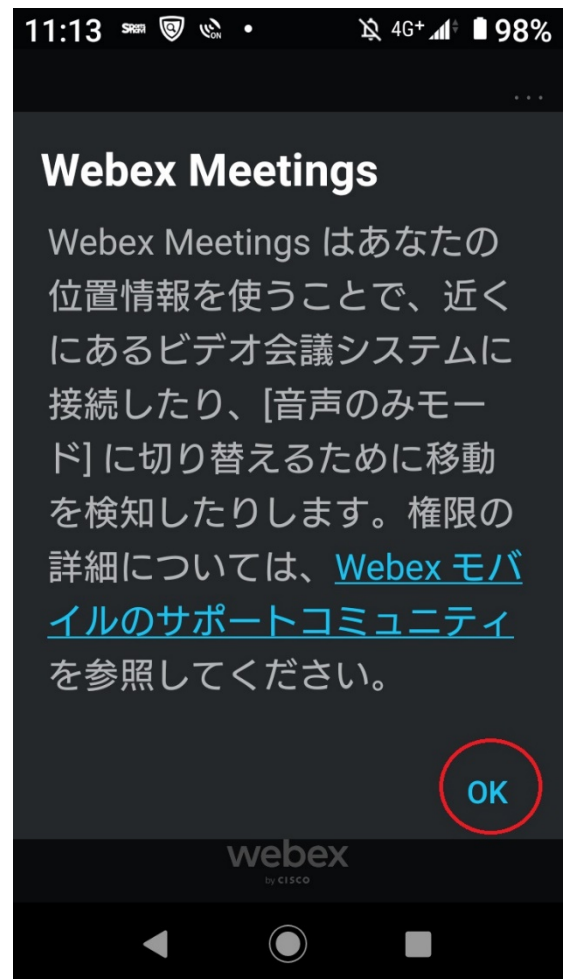 11:13 ON 4G+ 98%
Webex Meetings
Webex Meetings はあなたの
位置情報を使うことで、近く
にあるビデオ会議システムに
接続したり、[音声のみモー
ド] に切り替えるために移動
を検知したりします。権限の
詳細については、Webex モバ
イルのサポートコミュニティ
を参照してください。
OK
webex
by CISCO